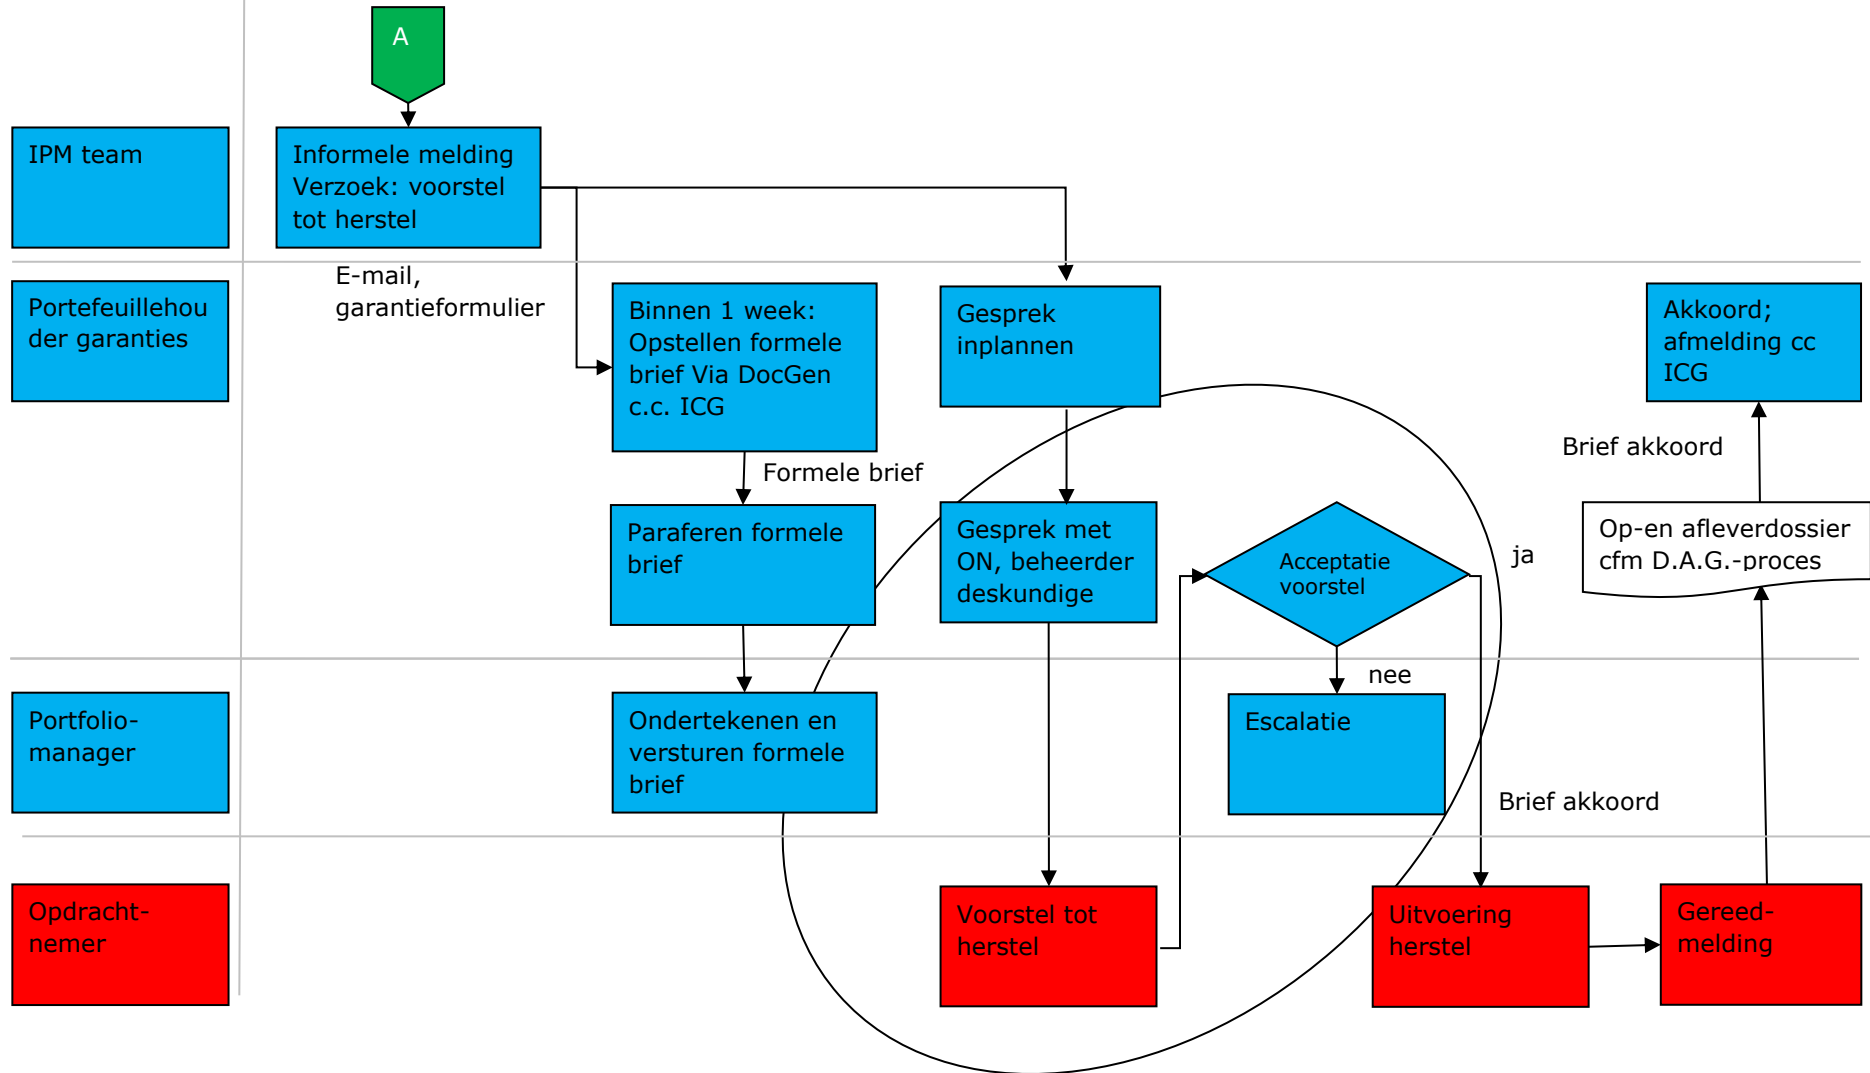 A
IPM team
Informele melding
Verzoek: voorstel
tot herstel
E-mail,
garantieformulier
Portefeuillehou
der garanties
Binnen 1 week:
Opstellen formele
brief Via DocGen
c.c. ICG
Gesprek
inplannen
Akkoord;
afmelding cc
ICG
Brief akkoord
Formele brief
Paraferen formele
brief
Gesprek met
ON, beheerder
deskundige
Acceptatie
voorstel
ja
Op-en afleverdossier
cfm D.A.G.-proces
nee
Portfolio-
manager
Ondertekenen en
versturen formele
brief
Escalatie
Brief akkoord
Opdracht-
nemer
Voorstel tot
herstel
Uitvoering
herstel
Gereed-
melding